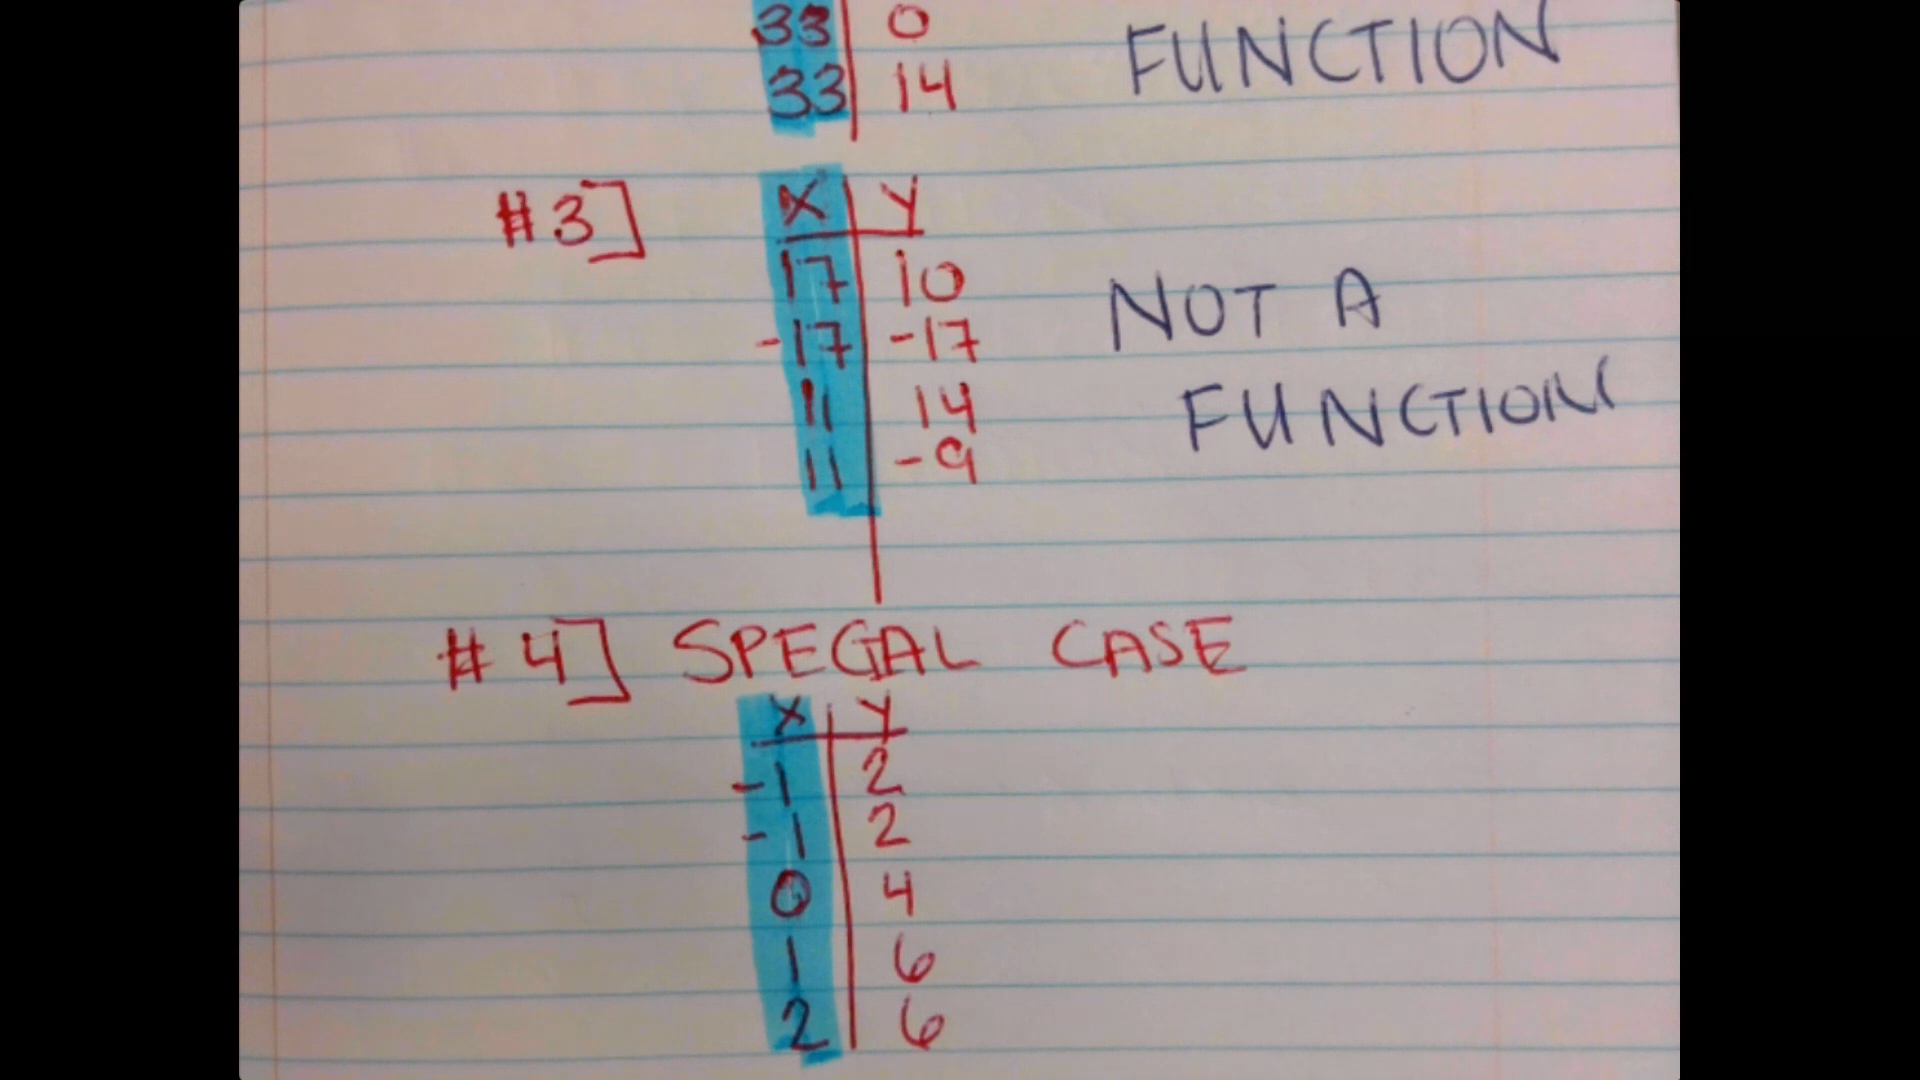 33 0 FUNCTION
33 14
#3] X Y
17 10
-17 -17 NOT A
11 14 FUNCTION
11 -9
#4] SPECIAL CASE
X Y
-1 2
-1 2
0 4
1 6
2 6